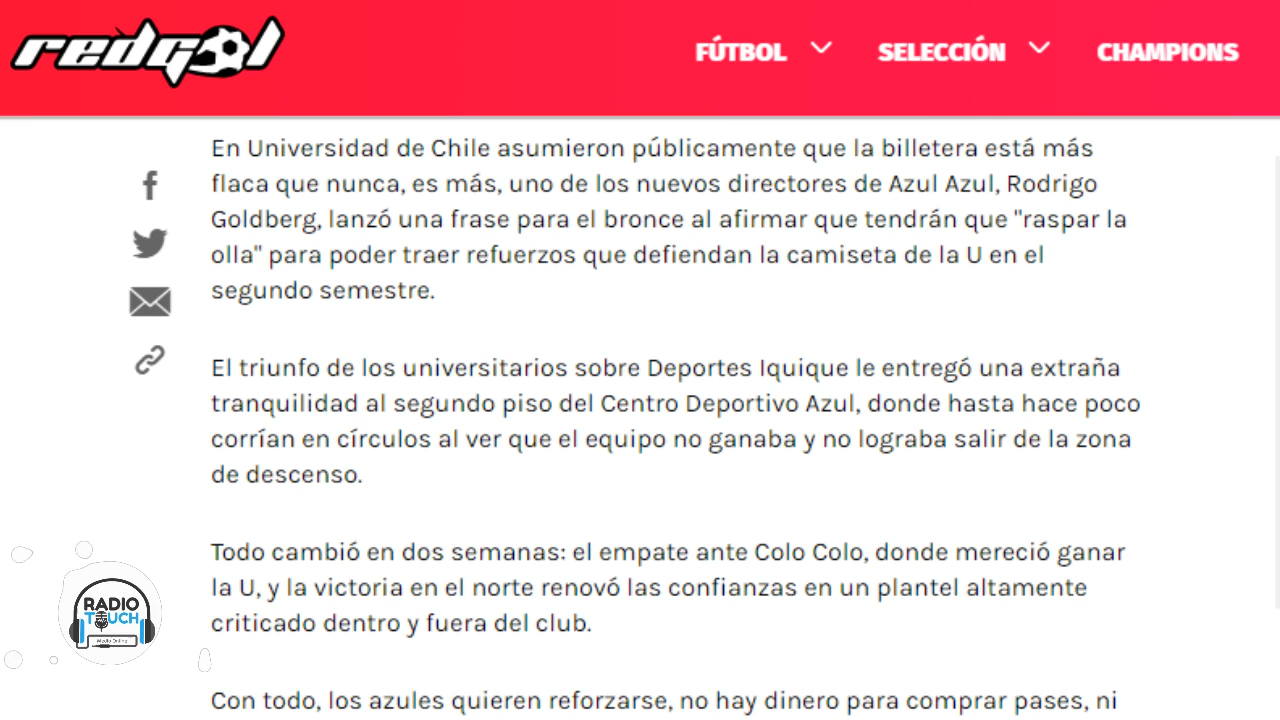 redgol
FÚTBOL
SELECCIÓN
CHAMPIONS
En Universidad de Chile asumieron públicamente que la billetera está más
flaca que nunca, es más, uno de los nuevos directores de Azul Azul, Rodrigo
Goldberg, lanzó una frase para el bronce al afirmar que tendrán que "raspar la
olla" para poder traer refuerzos que defiendan la camiseta de la U en el
segundo semestre.
El triunfo de los universitarios sobre Deportes Iquique le entregó una extraña
tranquilidad al segundo piso del Centro Deportivo Azul, donde hasta hace poco
corrían en círculos al ver que el equipo no ganaba y no lograba salir de la zona
de descenso.
Todo cambió en dos semanas: el empate ante Colo Colo, donde mereció ganar
la U, y la victoria en el norte renovó las confianzas en un plantel altamente
criticado dentro y fuera del club.
Con todo, los azules quieren reforzarse, no hay dinero para comprar pases, ni
RADIO
TOUCH
Media Online